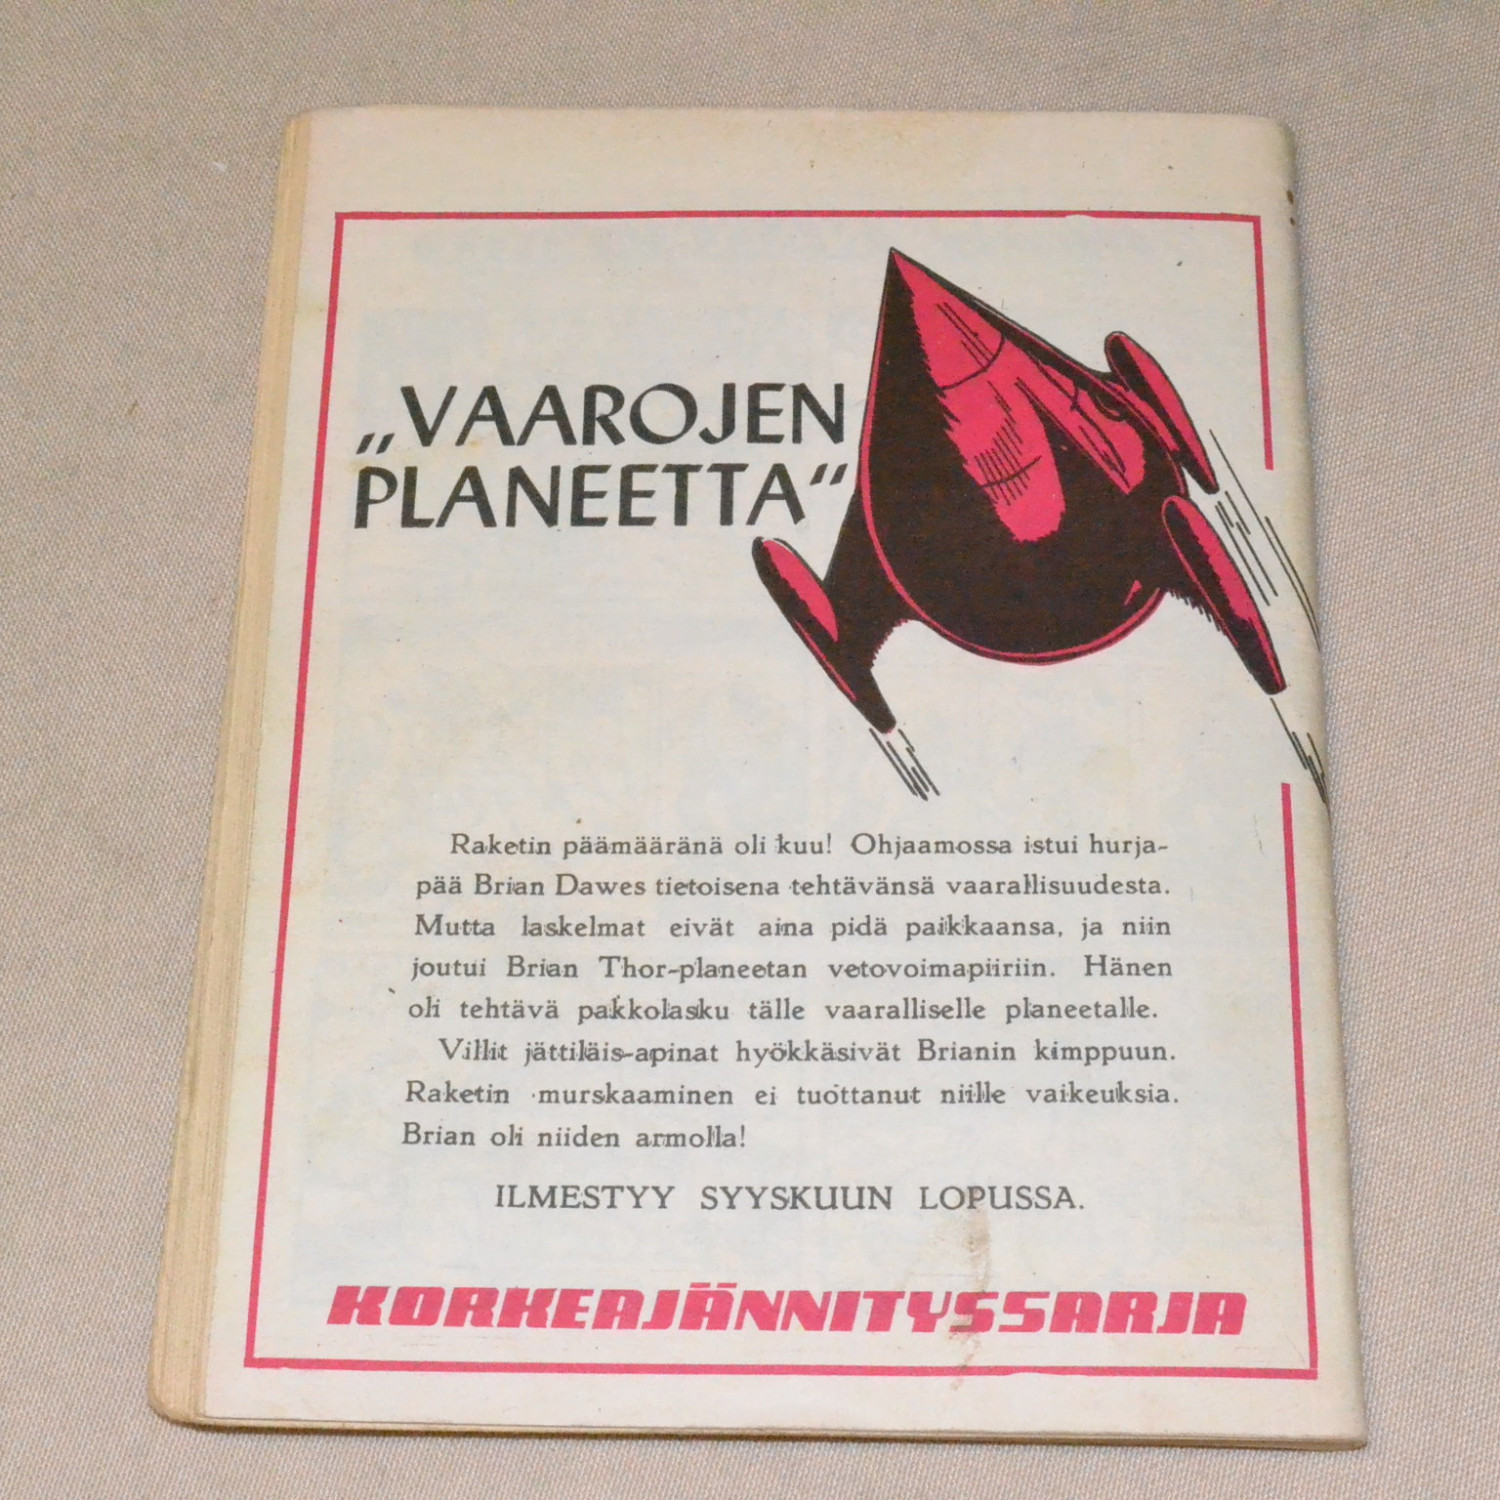 „VAAROJEN
PLANEETTA“
Raketin päämääränä oli kuu! Ohjaamossa istui hurja-
pää Brian Dawes tietoisena tehtävänsä vaarallisuudesta.
Mutta laskelmat eivät aina pidä paikkaansa, ja niin
joutui Brian Thor-planeetan vetovoimapiiriin. Hänen
oli tehtävä pakkolasku tälle vaaralliselle planeetalle.
Villit jättiläis-apinat hyökkäsivät Brianin kimppuun.
Raketin murskaaminen ei tuottanut niille vaikeuksia.
Brian oli niiden armolla!
ILMESTYY SYYSKUUN LOPUSSA.
KORKEAJÄNNITYSSARJA